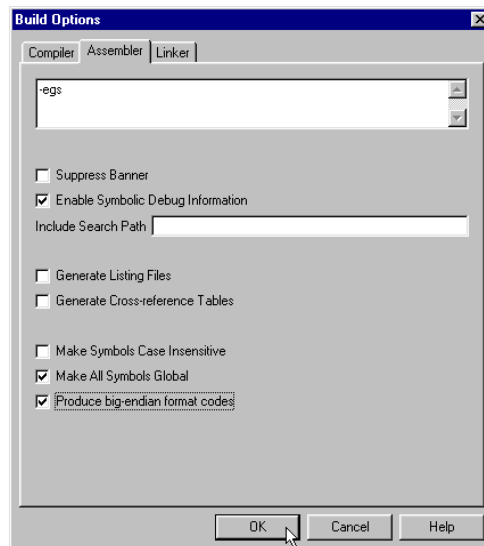 Build Options
Compiler Assembler Linker
-egs
Suppress Banner
Enable Symbolic Debug Information
Include Search Path
Generate Listing Files
Generate Cross-reference Tables
Make Symbols Case Insensitive
Make All Symbols Global
Produce big-endian format codes
OK Cancel Help